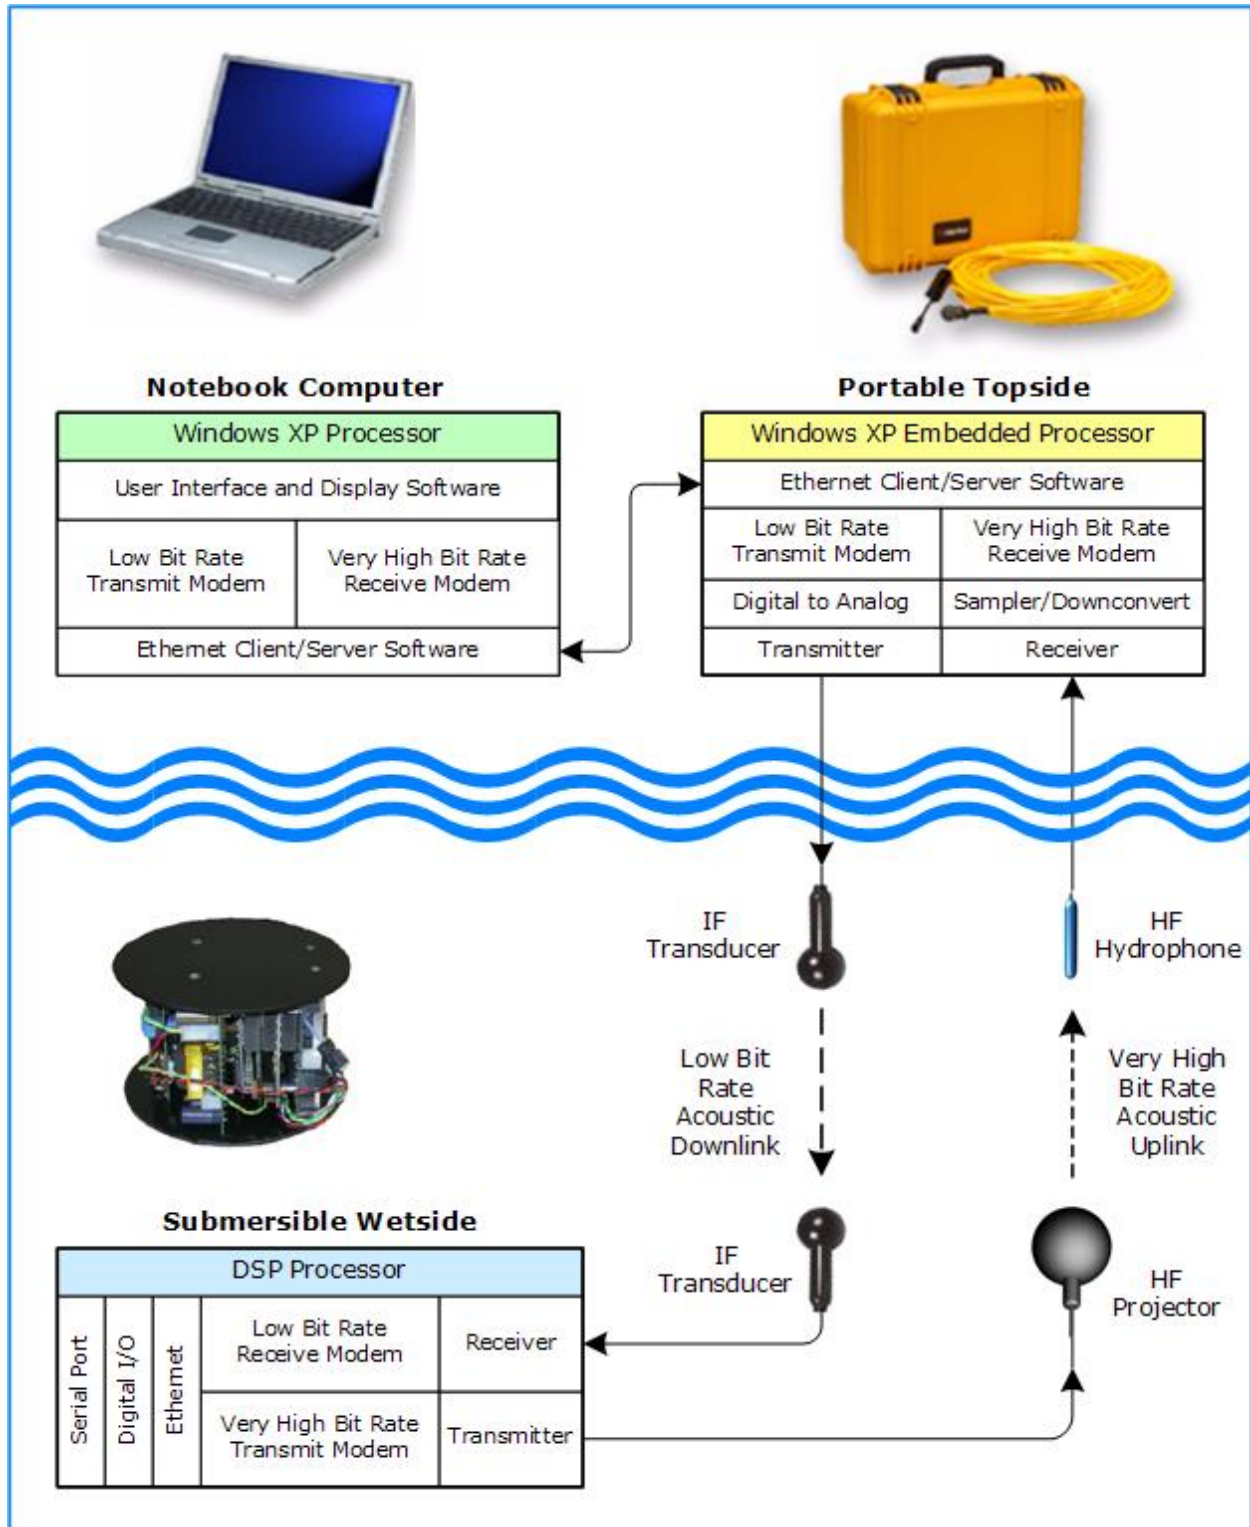 Notebook Computer
Windows XP Processor
User Interface and Display Software
Low Bit Rate
Transmit Modem
Very High Bit Rate
Receive Modem
Ethernet Client/Server Software
Portable Topside
Windows XP Embedded Processor
Ethernet Client/Server Software
Low Bit Rate
Transmit Modem
Very High Bit Rate
Receive Modem
Digital to Analog
Sampler/Downconvert
Transmitter
Receiver
IF
Transducer
HF
Hydrophone
Low Bit
Rate
Acoustic
Downlink
Very High
Bit Rate
Acoustic
Uplink
IF
Transducer
HF
Projector
Submersible Wetside
DSP Processor
Serial Port
Digital I/O
Ethernet
Low Bit Rate
Receive Modem
Receiver
Very High Bit Rate
Transmit Modem
Transmitter